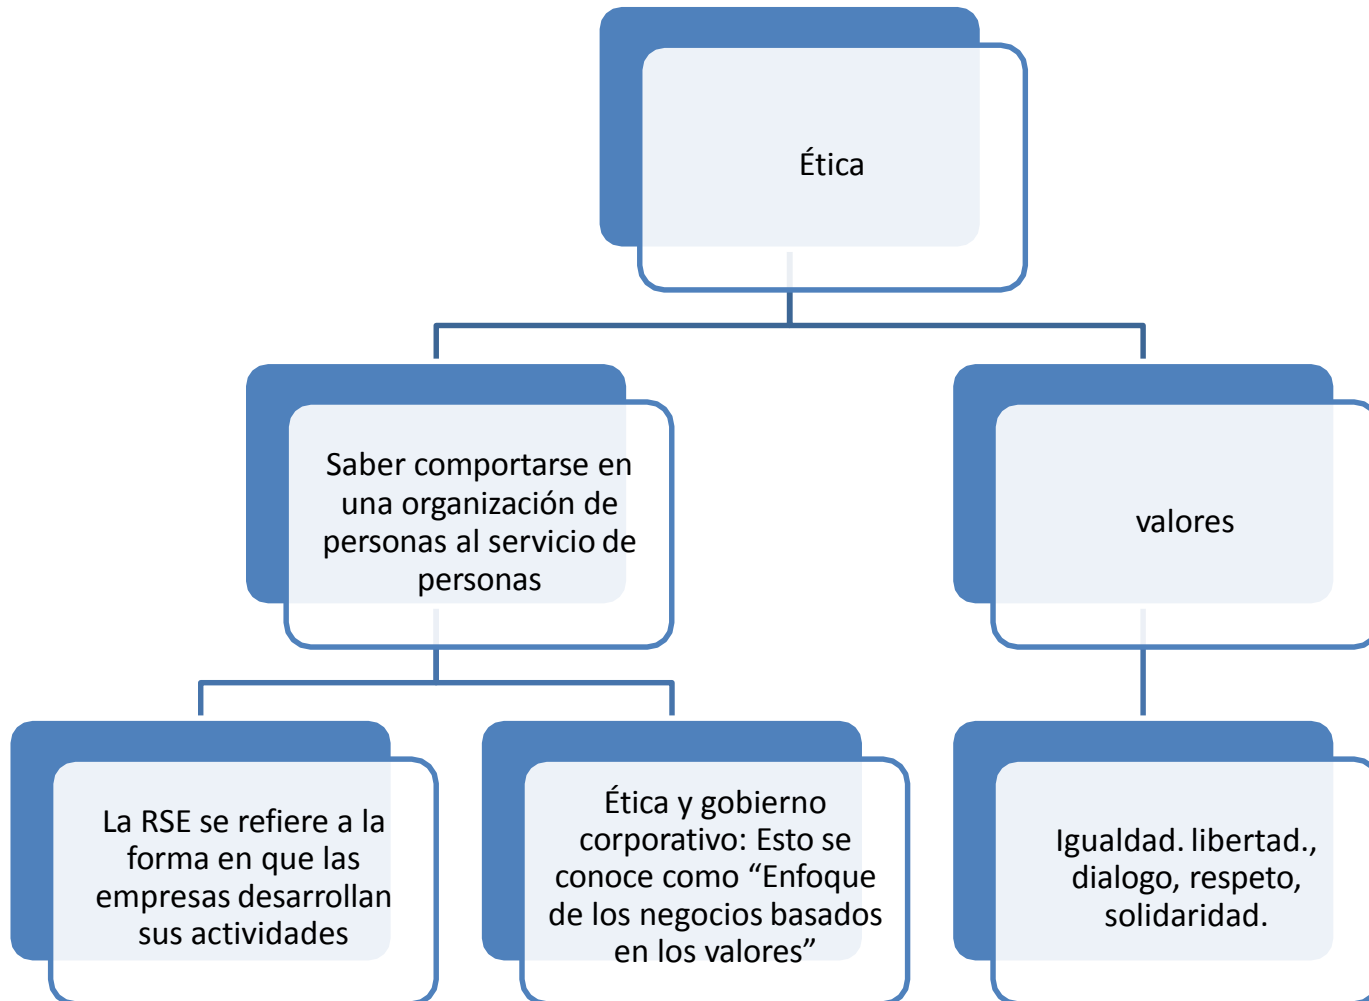 Ética
Saber comportarse en
una organización de
personas al servicio de
personas
valores
La RSE se refiere a la
forma en que las
empresas desarrollan
sus actividades
Ética y gobierno
corporativo: Esto se
conoce como “Enfoque
de los negocios basados
en los valores”
Igualdad. libertad.,
dialogo, respeto,
solidaridad.